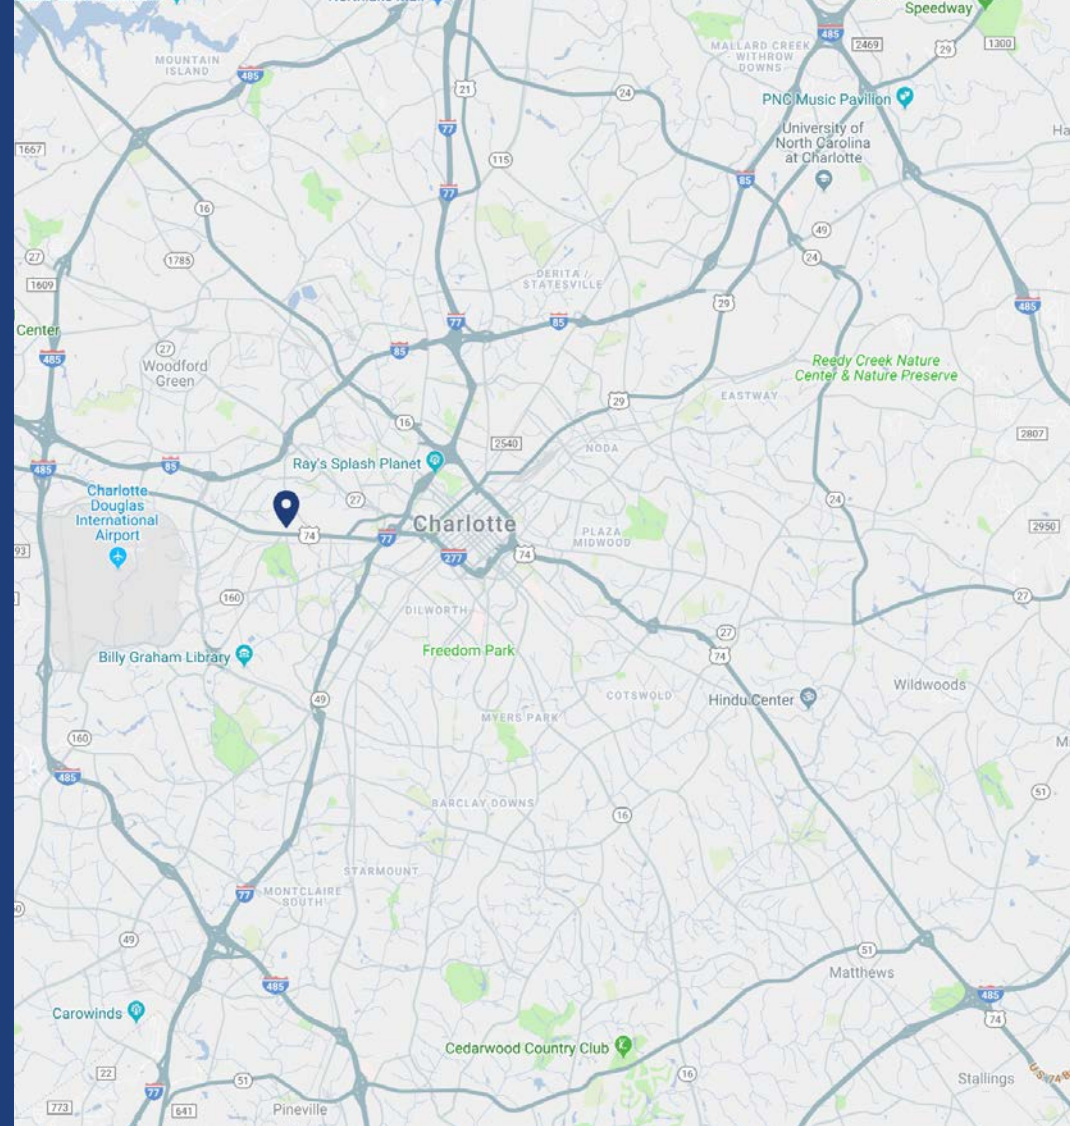 Speedway
485
2469
29
1300
MOUNTAIN
ISLAND
MALLARD CREEK
WITHROW
DOWNS
485
21
24
PNC Music Pavilion
77
University of
North Carolina
at Charlotte
Ha
1667
115
77
85
16
49
27
1785
24
1609
DERITA /
STATESVILLE
29
485
Center
77
85
485
27
85
Woodford
Green
Reedy Creek Nature
Center & Nature Preserve
29
EASTWAY
16
2540
NODA
2807
485
85
Ray's Splash Planet
Charlotte
Douglas
International
Airport
27
24
74
77
Charlotte
277
74
PLAZA
MIDWOOD
2950
93
160
DILWORTH
27
Billy Graham Library
Freedom Park
27
74
49
COTSWOLD
Hindu Center
Wildwoods
MYERS PARK
160
M
485
51
BARCLAY DOWNS
16
STARMOUNT
77
MONTCLAIRE
SOUTH
49
51
Matthews
485
485
Carowinds
74
Cedarwood Country Club
22
51
16
77
Stallings
US 74 B
773
641
Pineville